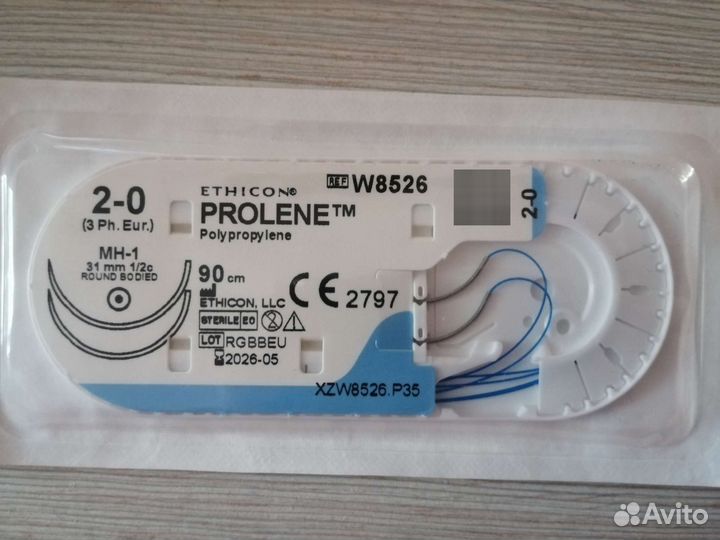 2-0
(3 Ph. Eur.)
MH-1
31 mm 1/2c
ROUND BODIED
ETHICON®
REF W8526
PROLENE™
Polypropylene
90 cm
ETHICON, LLC
CE 2797
STERILE EO
LOT RGBBEU
2026-05
XZW8526.P35
2-0
Avito